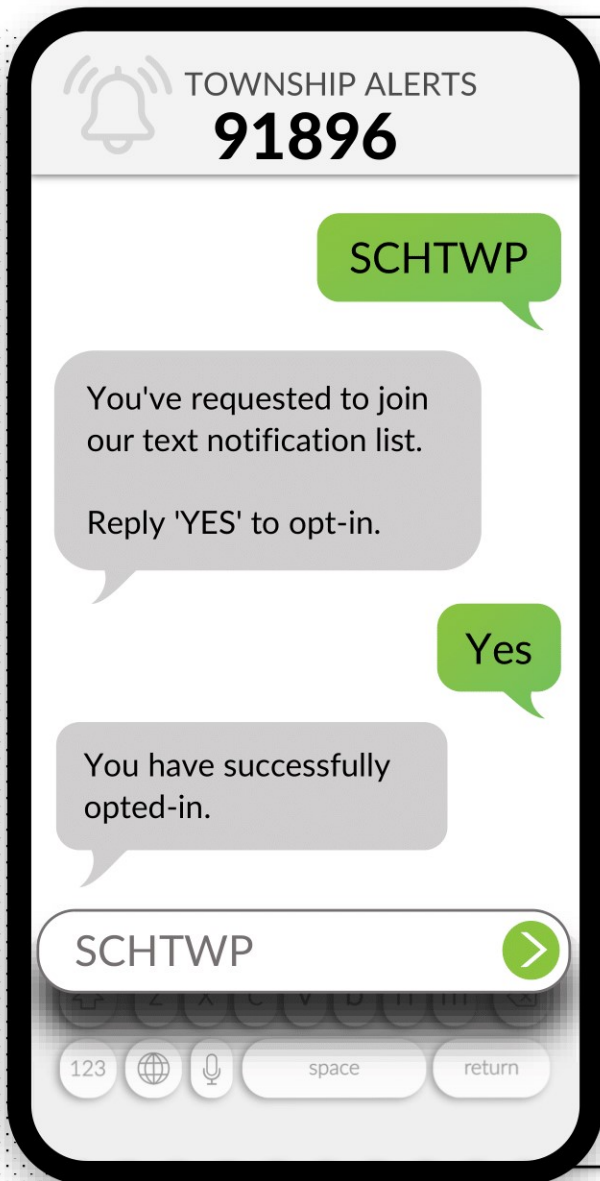 TOWNSHIP ALERTS
91896
SCHTWP
You've requested to join
our text notification list.
Reply 'YES' to opt-in.
Yes
You have successfully
opted-in.
SCHTWP
z x c v b n m
123 space return